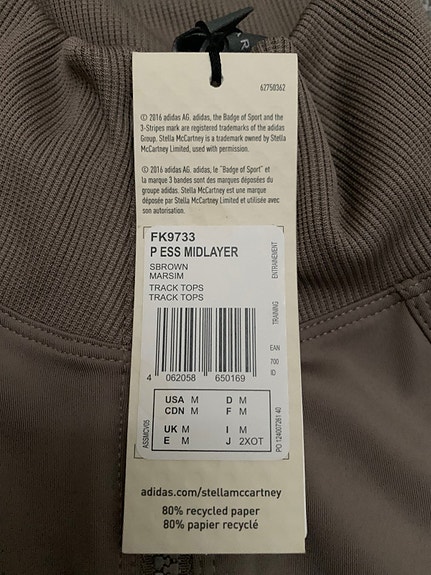 62750362
© 2016 adidas AG. adidas, the Badge of Sport and the
3-Stripes mark are registered trademarks of the adidas
Group. Stella McCartney is a trademark owned by Stella
McCartney Limited, used with permission.
© 2016 adidas AG. adidas, le "Badge of Sport" et
la marque 3 bandes sont des marques déposées du
groupe adidas. Stella McCartney est une marque
déposée par Stella McCartney Limited et utilisée avec
son autorisation.
FK9733
P ESS MIDLAYER
SBROWN
MARSIM
TRACK TOPS
TRACK TOPS
TRAINING ENTRAINEMENT
EAN
700
ID
4 062058 650169
USA M D M
CDN M F M
UK M I M
E M J 2XOT
ASSMCV05
PO 124007261 40
adidas.com/stellamccartney
80% recycled paper
80% papier recyclé